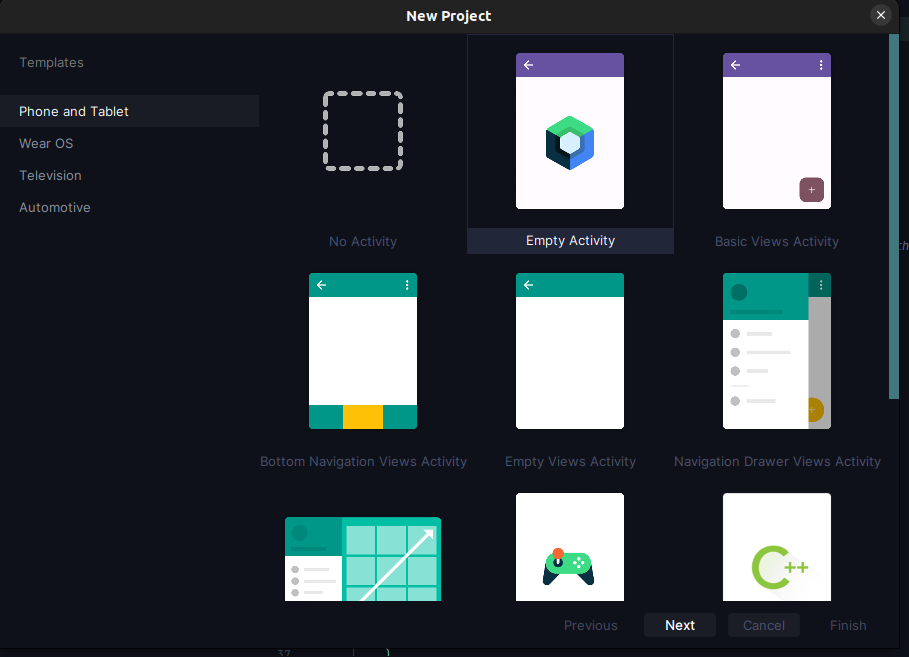 New Project
Templates
Phone and Tablet
Wear OS
Television
Automotive
No Activity
Empty Activity
Basic Views Activity
Bottom Navigation Views Activity
Empty Views Activity
Navigation Drawer Views Activity
C++
Previous
Next
Cancel
Finish
37
}